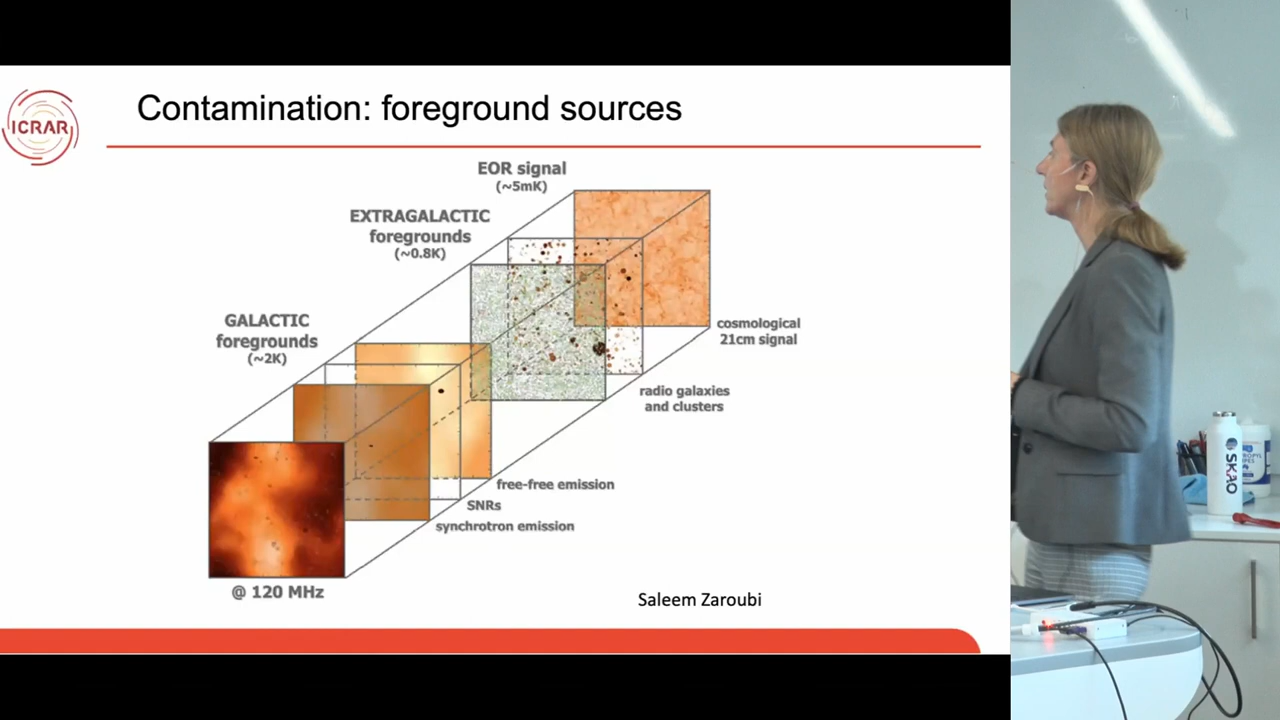 Contamination: foreground sources
ICRAR
EOR signal
(~5mK)
EXTRAGALACTIC
foregrounds
(~0.8K)
GALACTIC
foregrounds
(~2K)
cosmological
21cm signal
radio galaxies
and clusters
free-free emission
SNRs
synchrotron emission
@ 120 MHz
Saleem Zaroubi
SKAO